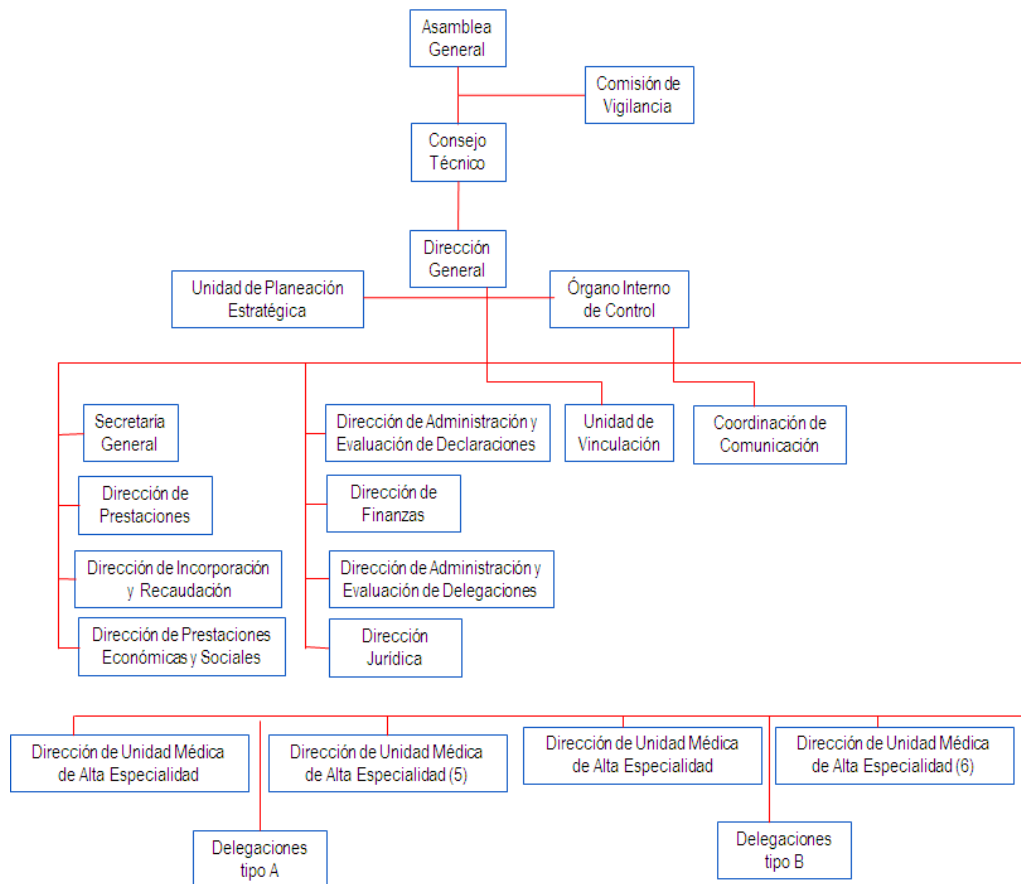 Asamblea
General
Comisión de
Vigilancia
Consejo
Técnico
Dirección
General
Unidad de Planeación
Estratégica
Órgano Interno
de Control
Secretaría
General
Dirección de Administración y
Evaluación de Declaraciones
Unidad de
Vinculación
Coordinación de
Comunicación
Dirección de
Prestaciones
Dirección de
Finanzas
Dirección de Incorporación
y Recaudación
Dirección de Administración y
Evaluación de Delegaciones
Dirección de Prestaciones
Económicas y Sociales
Dirección
Jurídica
Dirección de Unidad Médica
de Alta Especialidad
Dirección de Unidad Médica
de Alta Especialidad (5)
Dirección de Unidad Médica
de Alta Especialidad
Dirección de Unidad Médica
de Alta Especialidad (6)
Delegaciones
tipo A
Delegaciones
tipo B